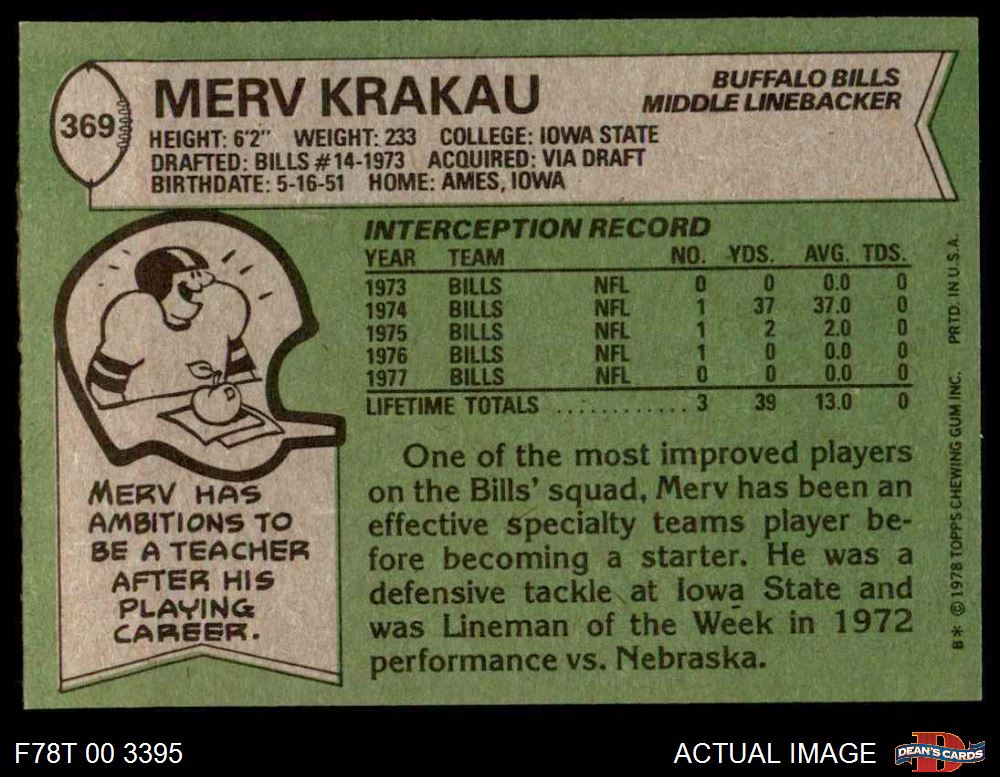 369
MERV KRAKAU
BUFFALO BILLS
MIDDLE LINEBACKER
HEIGHT: 6'2" WEIGHT: 233 COLLEGE: IOWA STATE
DRAFTED: BILLS #14-1973 ACQUIRED: VIA DRAFT
BIRTHDATE: 5-16-51 HOME: AMES, IOWA
INTERCEPTION RECORD
YEAR TEAM NO. YDS. AVG. TDS.
1973 BILLS NFL 0 0 0.0 0
1974 BILLS NFL 1 37 37.0 0
1975 BILLS NFL 1 2 2.0 0
1976 BILLS NFL 1 0 0.0 0
1977 BILLS NFL 0 0 0.0 0
LIFETIME TOTALS ............ 3 39 13.0 0
One of the most improved players
on the Bills' squad, Merv has been an
effective specialty teams player be-
fore becoming a starter. He was a
defensive tackle at Iowa State and
was Lineman of the Week in 1972
performance vs. Nebraska.
MERV HAS
AMBITIONS TO
BE A TEACHER
AFTER HIS
PLAYING
CAREER.
B* © 1978 TOPPS CHEWING GUM INC. PRTD. IN U.S.A.
F78T 00 3395
ACTUAL IMAGE
DEAN'S CARDS